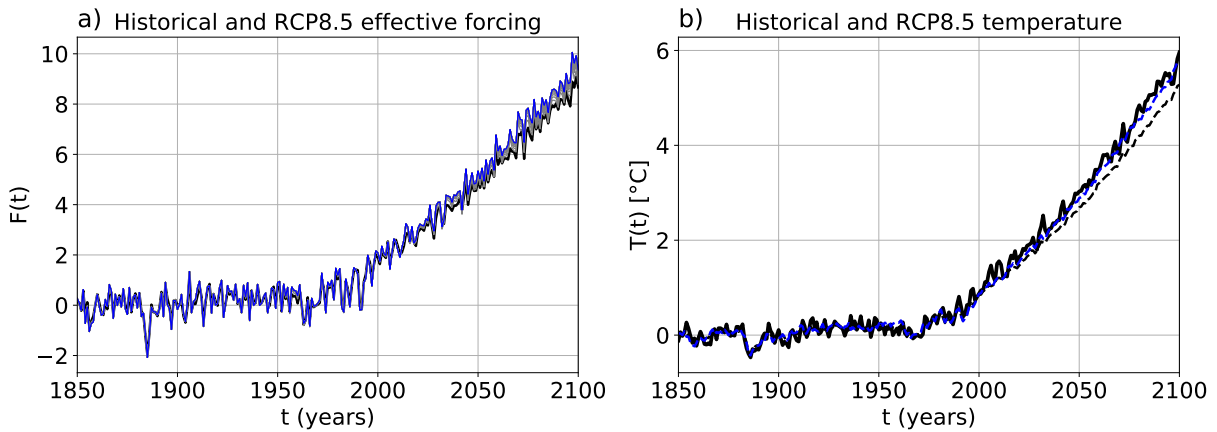 a) Historical and RCP8.5 effective forcing
F(t)
10
8
6
4
2
0
−2
1850 1900 1950 2000 2050 2100
t (years)
b) Historical and RCP8.5 temperature
T(t) [°C]
6
4
2
0
1850 1900 1950 2000 2050 2100
t (years)